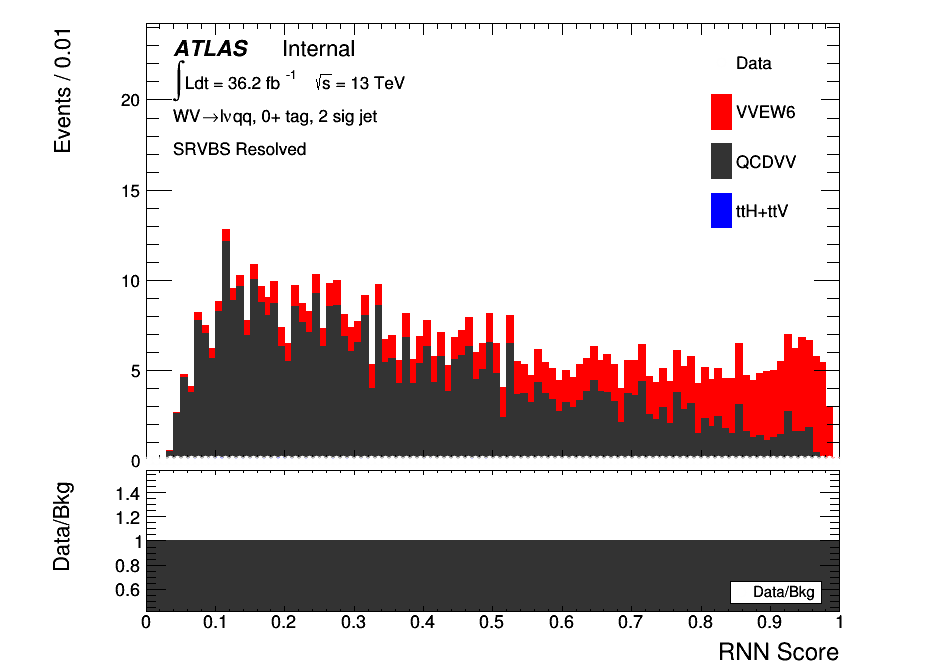 ATLAS Internal
∫Ldt = 36.2 fb⁻¹ √s = 13 TeV
WV→lνqq, 0+ tag, 2 sig jet
SRVBS Resolved
Data
VVEW6
QCDVV
ttH+ttV
Events / 0.01
20
15
10
5
0
Data/Bkg
1.4
1.2
1
0.8
0.6
Data/Bkg
0 0.1 0.2 0.3 0.4 0.5 0.6 0.7 0.8 0.9 1
RNN Score